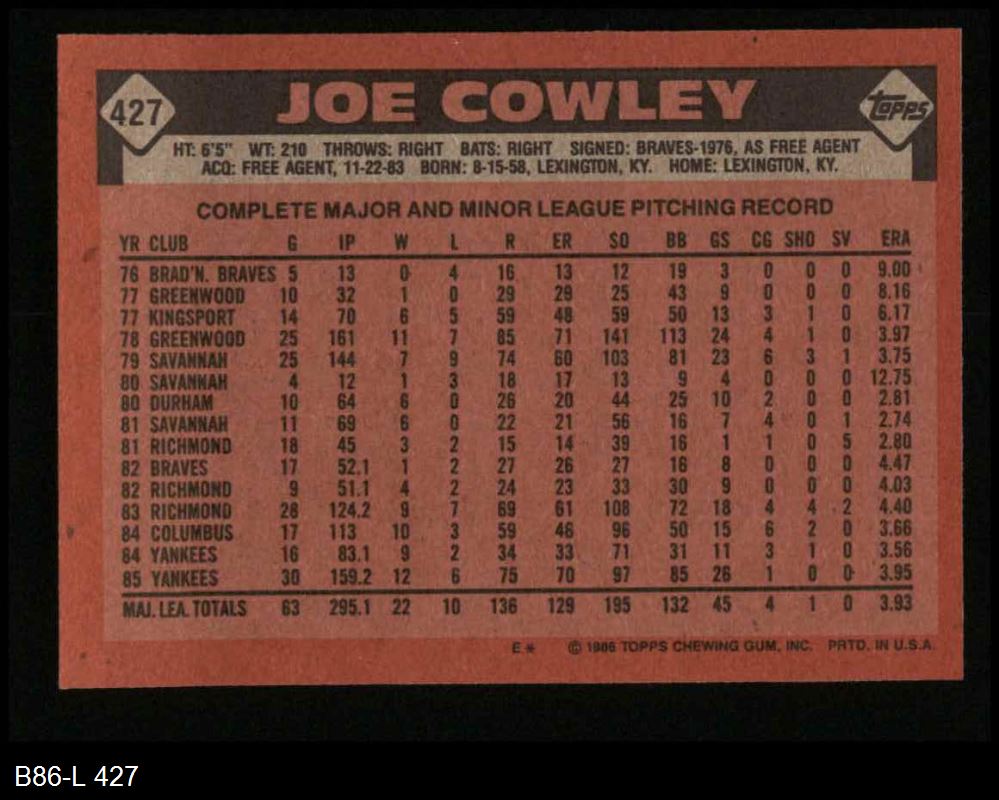 427 JOE COWLEY topps
HT: 6'5" WT: 210 THROWS: RIGHT BATS: RIGHT SIGNED: BRAVES-1976, AS FREE AGENT
ACQ: FREE AGENT, 11-22-83 BORN: 8-15-58, LEXINGTON, KY. HOME: LEXINGTON, KY.
COMPLETE MAJOR AND MINOR LEAGUE PITCHING RECORD
YR CLUB G IP W L R ER SO BB GS CG SHO SV ERA
76 BRAD'N. BRAVES 5 13 0 4 16 13 12 19 3 0 0 0 9.00
77 GREENWOOD 10 32 1 0 29 29 25 43 9 0 0 0 8.16
77 KINGSPORT 14 70 6 5 59 48 59 50 13 3 1 0 6.17
78 GREENWOOD 25 161 11 7 85 71 141 113 24 4 1 0 3.97
79 SAVANNAH 25 144 7 9 74 60 103 81 23 6 3 1 3.75
80 SAVANNAH 4 12 1 3 18 17 13 9 4 0 0 0 12.75
80 DURHAM 10 64 6 0 26 20 44 25 10 2 0 0 2.81
81 SAVANNAH 11 69 6 0 22 21 56 16 7 4 0 1 2.74
81 RICHMOND 18 45 3 2 15 14 39 16 1 1 0 5 2.80
82 BRAVES 17 52.1 1 2 27 26 27 16 8 0 0 0 4.47
82 RICHMOND 9 51.1 4 2 24 23 33 30 9 0 0 0 4.03
83 RICHMOND 28 124.2 9 7 69 61 108 72 18 4 4 2 4.40
84 COLUMBUS 17 113 10 3 59 46 96 50 15 6 2 0 3.66
84 YANKEES 16 83.1 9 2 34 33 71 31 11 3 1 0 3.56
85 YANKEES 30 159.2 12 6 75 70 97 85 26 1 0 0 3.95
MAJ. LEA. TOTALS 63 295.1 22 10 136 129 195 132 45 4 1 0 3.93
E* © 1986 TOPPS CHEWING GUM, INC. PRTD. IN U.S.A.
B86-L 427